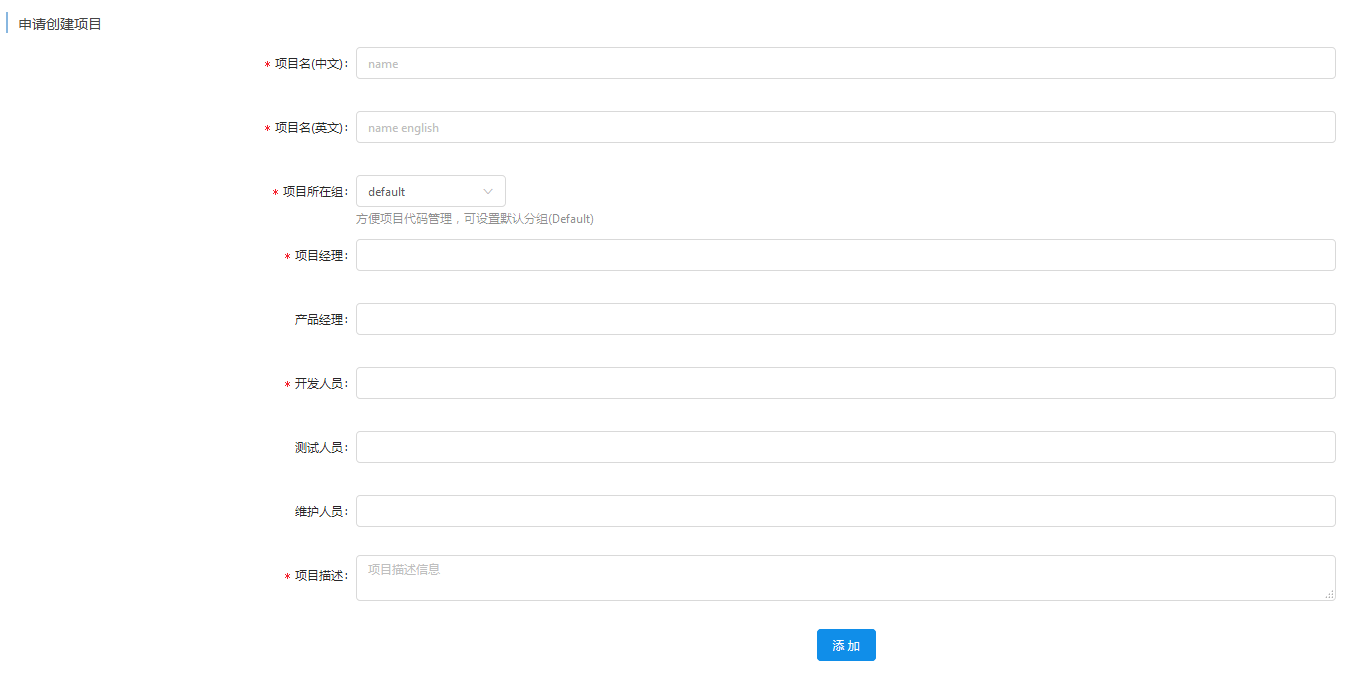 申请创建项目
* 项目名(中文): name
* 项目名(英文): name english
* 项目所在组: default
方便项目代码管理，可设置默认分组(Default)
* 项目经理:
产品经理:
* 开发人员:
测试人员:
维护人员:
* 项目描述: 项目描述信息
添加